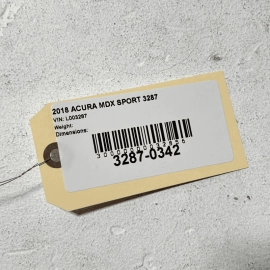 2018 ACURA MDX SPORT 3287
VIN: L003287
Weight:
Dimensions:
3287-0342